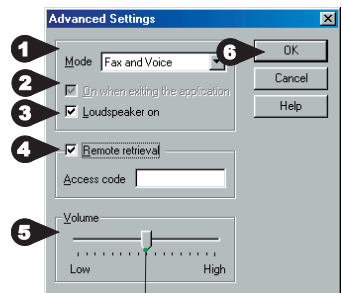 Advanced Settings
1
Mode Fax and Voice
6 OK
2 On when exiting the application
Cancel
3 Loudspeaker on
Help
4 Remote retrieval
Access code
Volume
5
Low High